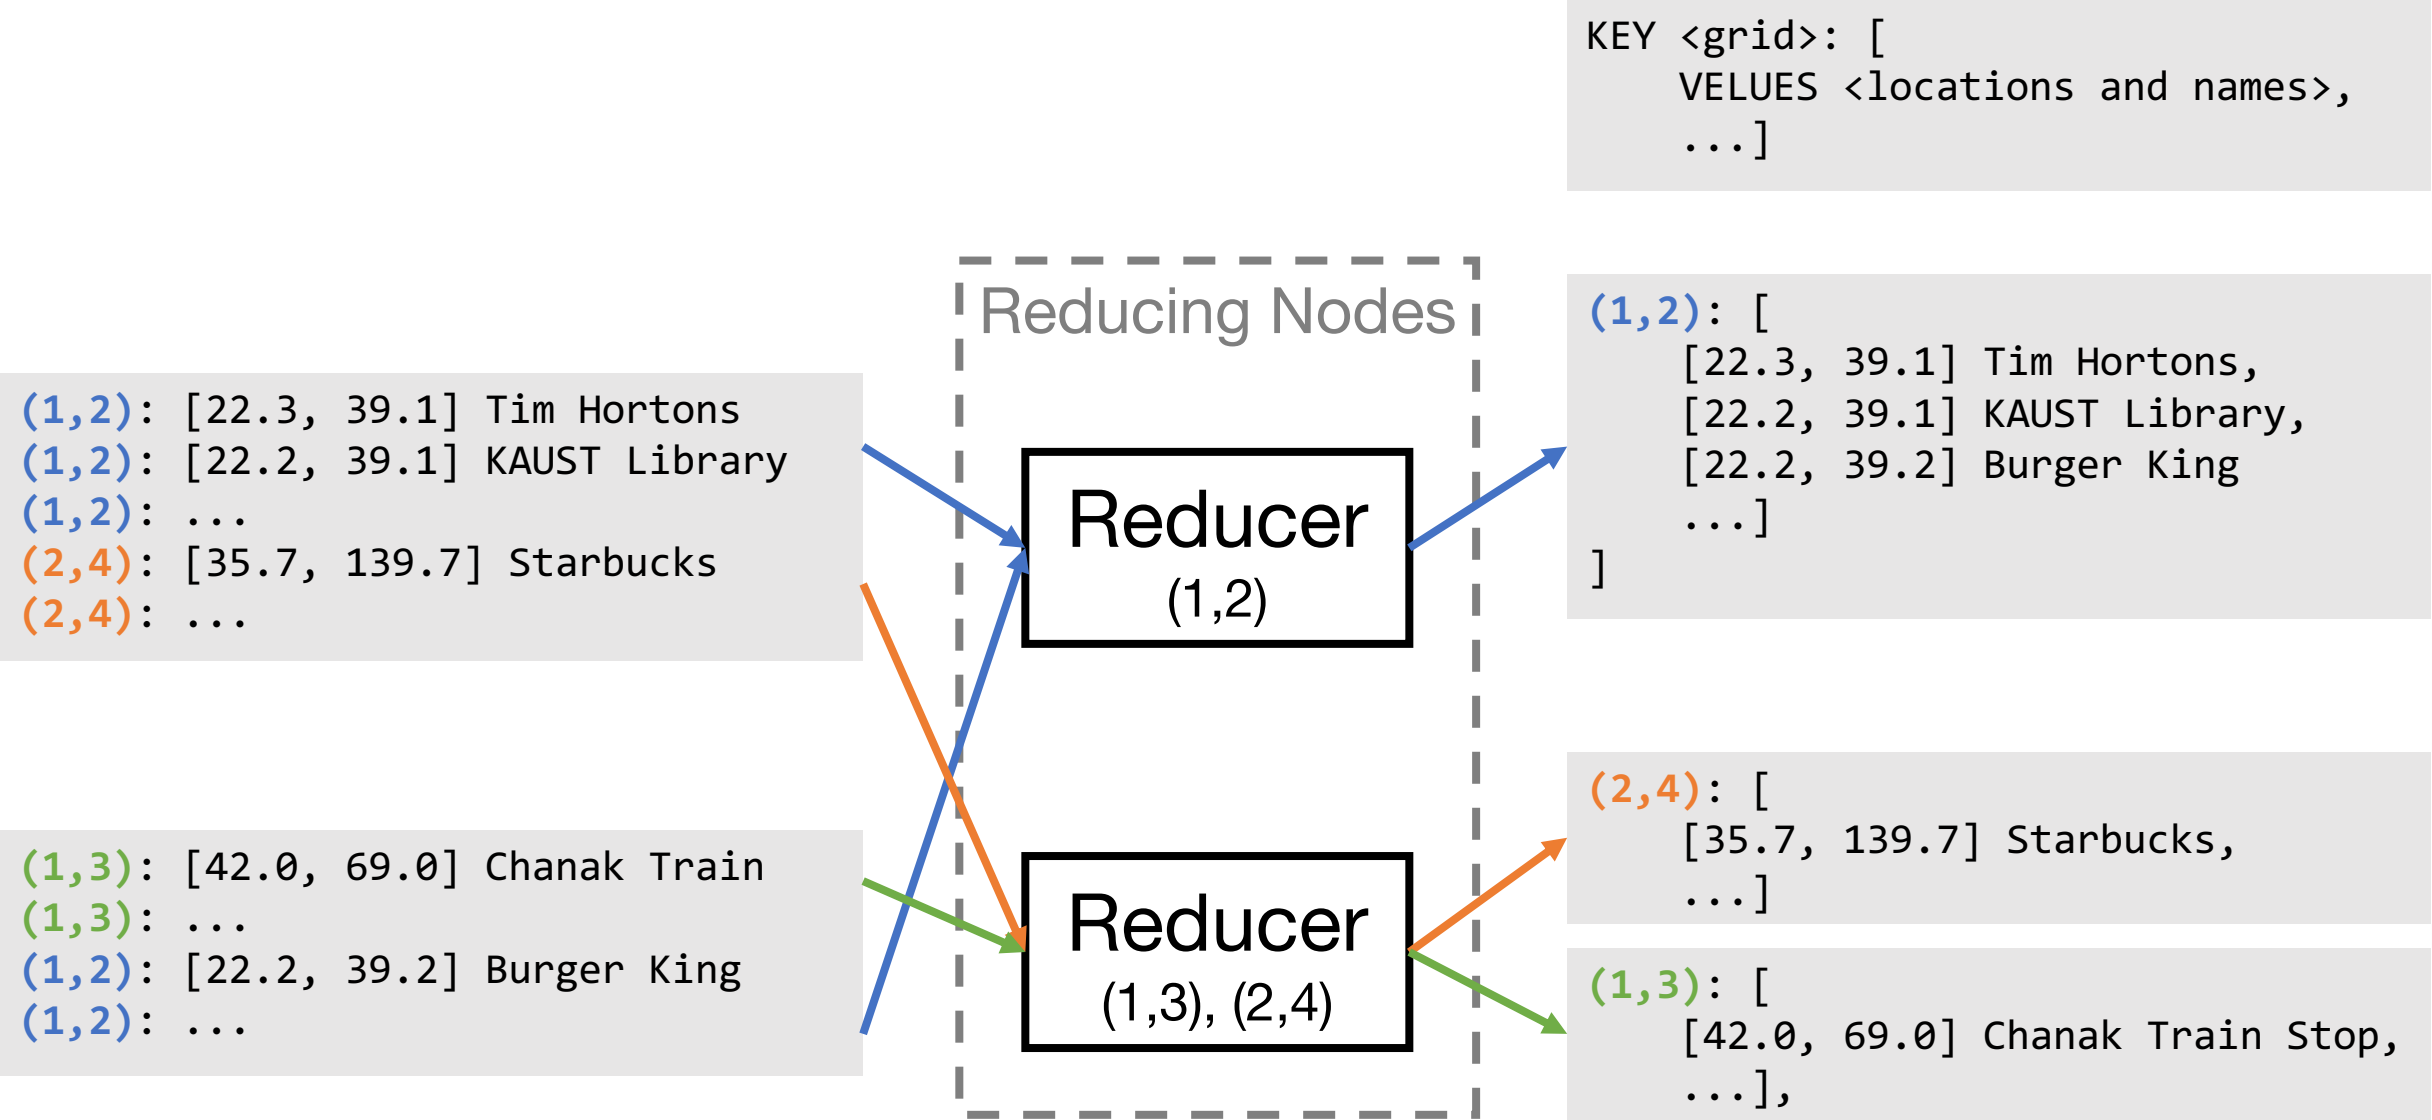 KEY <grid>: [
VELUES <locations and names>,
...]
(1,2): [22.3, 39.1] Tim Hortons
(1,2): [22.2, 39.1] KAUST Library
(1,2): ...
(2,4): [35.7, 139.7] Starbucks
(2,4): ...
(1,3): [42.0, 69.0] Chanak Train
(1,3): ...
(1,2): [22.2, 39.2] Burger King
(1,2): ...
Reducing Nodes
Reducer
(1,2)
Reducer
(1,3), (2,4)
(1,2): [
[22.3, 39.1] Tim Hortons,
[22.2, 39.1] KAUST Library,
[22.2, 39.2] Burger King
...]
]
(2,4): [
[35.7, 139.7] Starbucks,
...]
(1,3): [
[42.0, 69.0] Chanak Train Stop,
...],